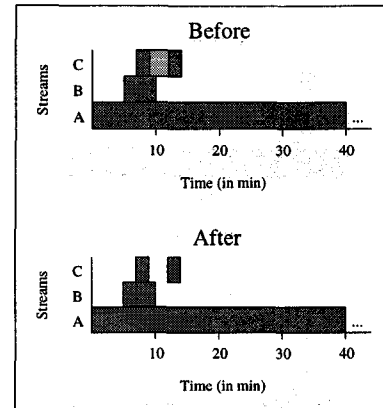 Before
Streams
C
B
A
...
10 20 30 40
Time (in min)
After
Streams
C
B
A
...
10 20 30 40
Time (in min)